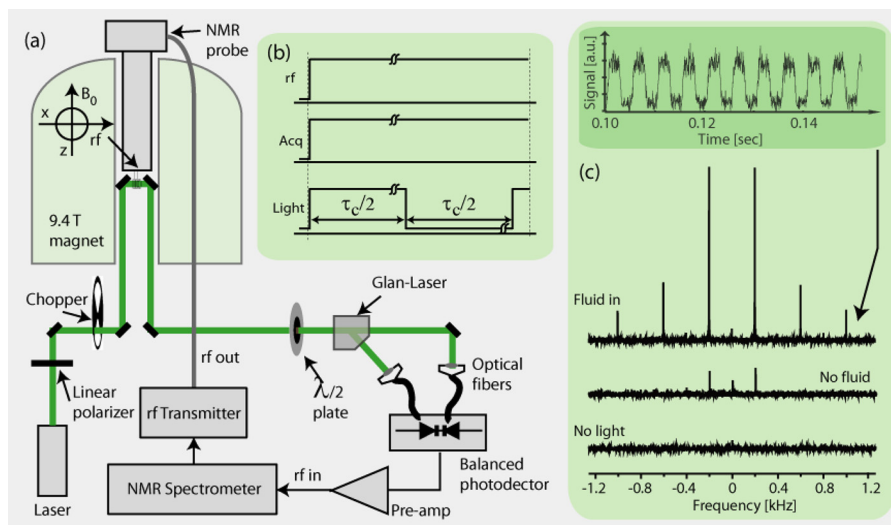 (a)
NMR
probe
B0
x
rf
z
9.4 T
magnet
Chopper
Linear
polarizer
Laser
rf out
rf Transmitter
NMR Spectrometer
rf in
Pre-amp
λ/2
plate
Glan-Laser
Optical
fibers
Balanced
photodector
(b)
rf
Acq
Light
τc/2
τc/2
Signal [a.u.]
0.10
0.12
0.14
Time [sec]
(c)
Fluid in
No fluid
No light
-1.2
-0.8
-0.4
0
0.4
0.8
1.2
Frequency [kHz]